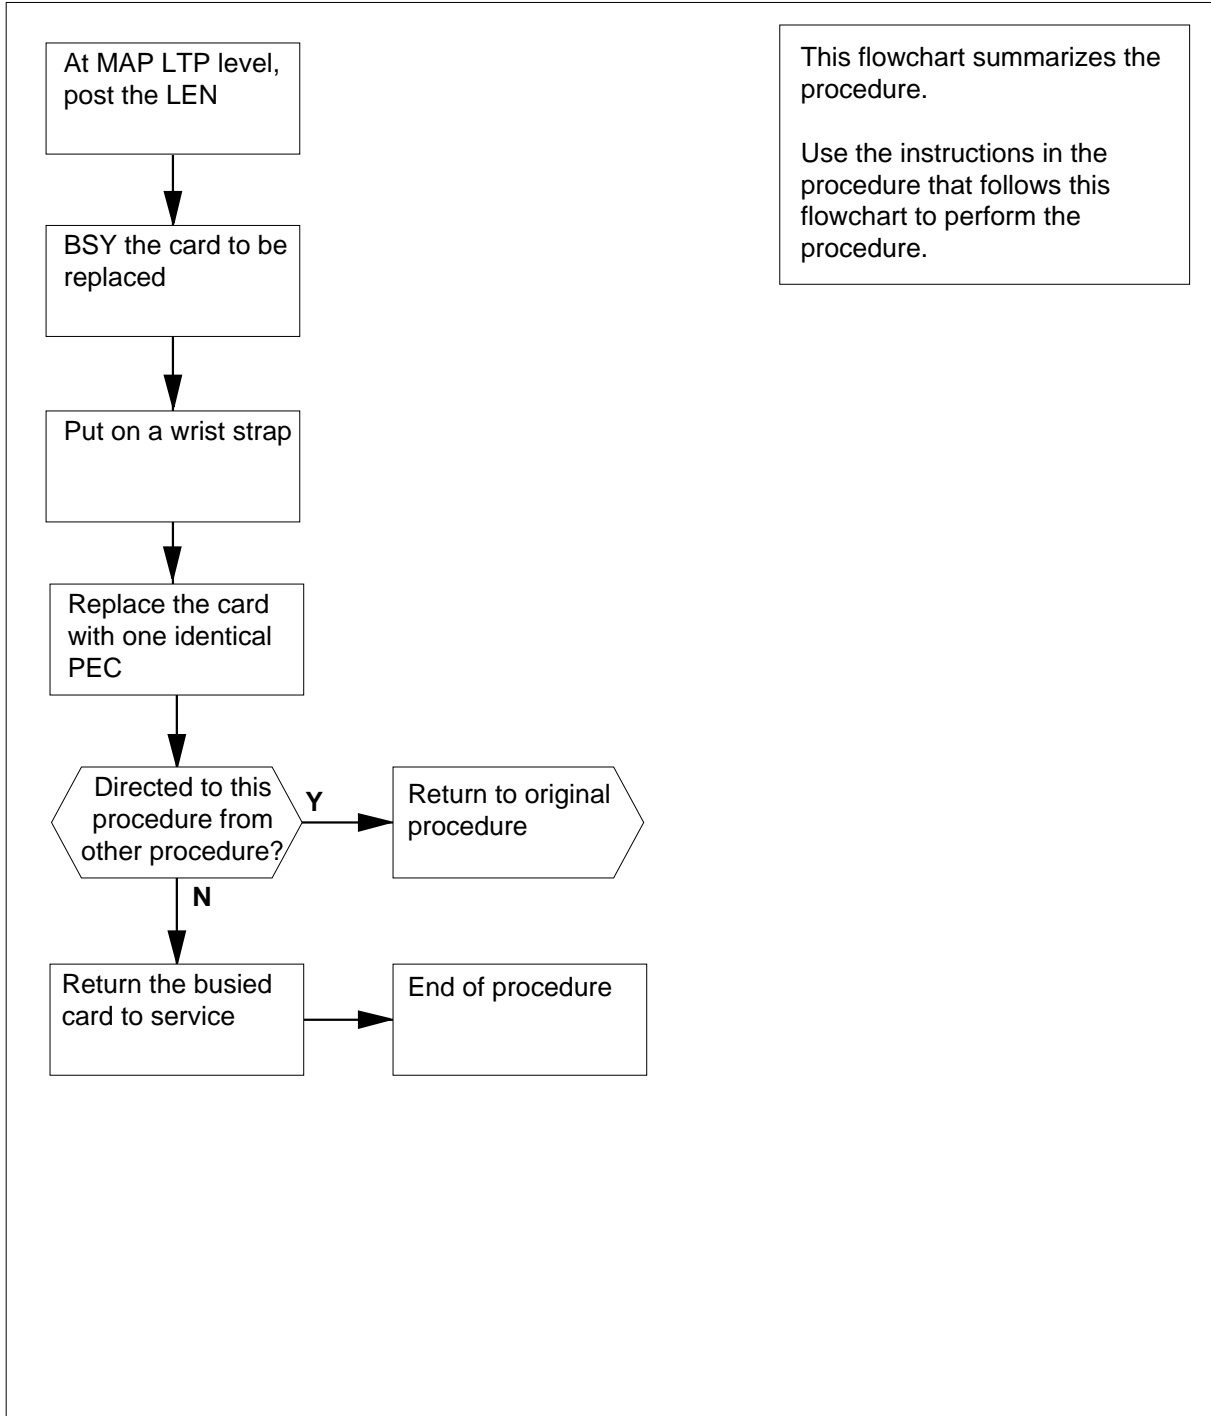 At MAP LTP level,
post the LEN
This flowchart summarizes the
procedure.
Use the instructions in the
procedure that follows this
flowchart to perform the
procedure.
BSY the card to be
replaced
Put on a wrist strap
Replace the card
with one identical
PEC
Directed to this
procedure from
other procedure?
Y
Return to original
procedure
N
Return the busied
card to service
End of procedure